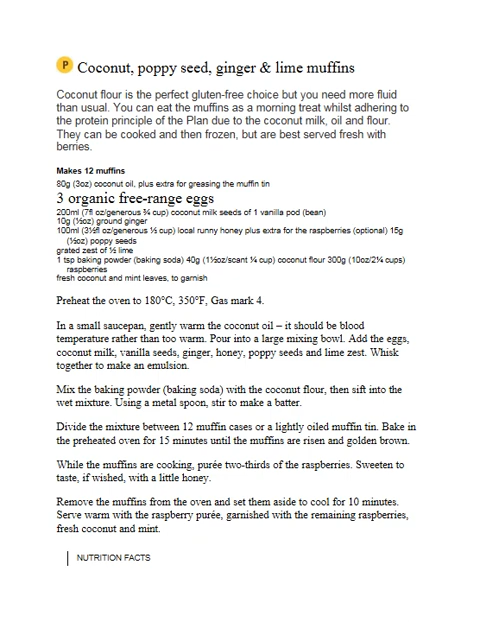 P Coconut, poppy seed, ginger & lime muffins
Coconut flour is the perfect gluten-free choice but you need more fluid
than usual. You can eat the muffins as a morning treat whilst adhering to
the protein principle of the Plan due to the coconut milk, oil and flour.
They can be cooked and then frozen, but are best served fresh with
berries.
Makes 12 muffins
80g (3oz) coconut oil, plus extra for greasing the muffin tin
3 organic free-range eggs
200ml (7fl oz/generous ¾ cup) coconut milk seeds of 1 vanilla pod (bean)
10g (½oz) ground ginger
100ml (3½fl oz/generous ⅓ cup) local runny honey plus extra for the raspberries (optional) 15g
(½oz) poppy seeds
grated zest of ½ lime
1 tsp baking powder (baking soda) 40g (1½oz/scant ¼ cup) coconut flour 300g (10oz/2¼ cups)
raspberries
fresh coconut and mint leaves, to garnish
Preheat the oven to 180°C, 350°F, Gas mark 4.
In a small saucepan, gently warm the coconut oil – it should be blood
temperature rather than too warm. Pour into a large mixing bowl. Add the eggs,
coconut milk, vanilla seeds, ginger, honey, poppy seeds and lime zest. Whisk
together to make an emulsion.
Mix the baking powder (baking soda) with the coconut flour, then sift into the
wet mixture. Using a metal spoon, stir to make a batter.
Divide the mixture between 12 muffin cases or a lightly oiled muffin tin. Bake in
the preheated oven for 15 minutes until the muffins are risen and golden brown.
While the muffins are cooking, purée two-thirds of the raspberries. Sweeten to
taste, if wished, with a little honey.
Remove the muffins from the oven and set them aside to cool for 10 minutes.
Serve warm with the raspberry purée, garnished with the remaining raspberries,
fresh coconut and mint.
NUTRITION FACTS